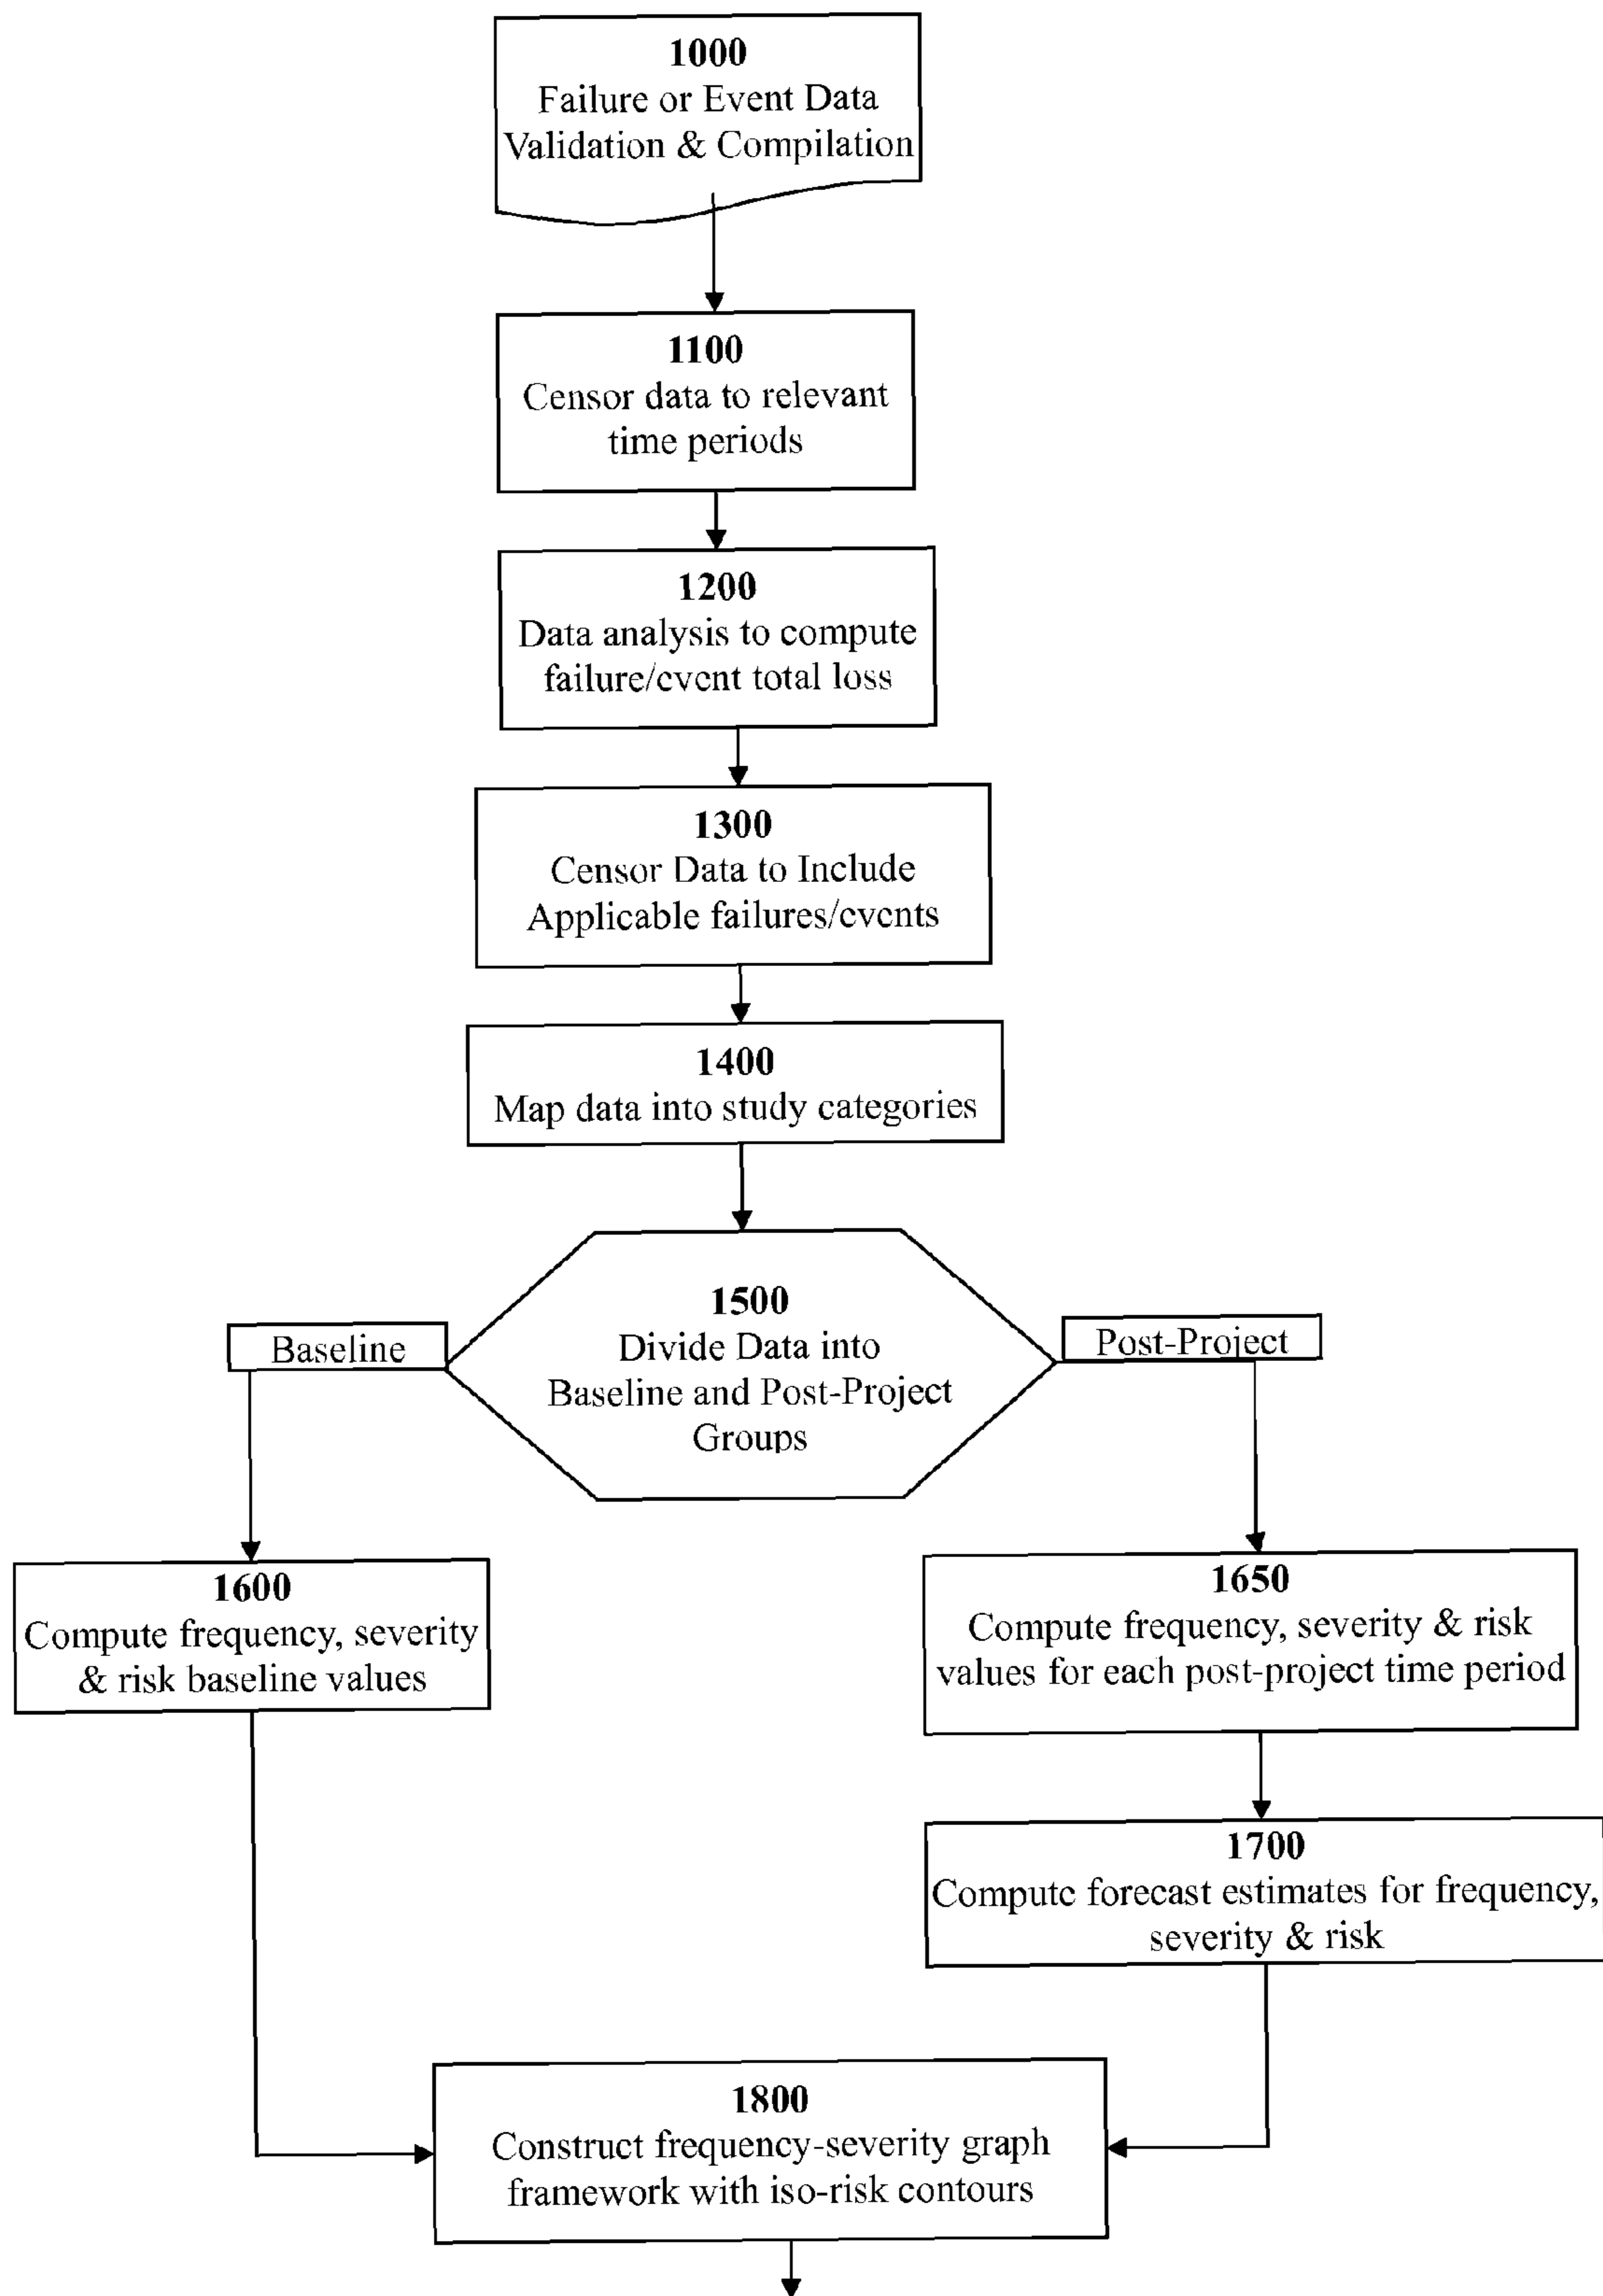 1000
Failure or Event Data
Validation & Compilation
1100
Censor data to relevant
time periods
1200
Data analysis to compute
failure/event total loss
1300
Censor Data to Include
Applicable failures/events
1400
Map data into study categories
1500
Divide Data into
Baseline and Post-Project
Groups
Baseline
Post-Project
1600
Compute frequency, severity
& risk baseline values
1650
Compute frequency, severity & risk
values for each post-project time period
1700
Compute forecast estimates for frequency,
severity & risk
1800
Construct frequency-severity graph
framework with iso-risk contours